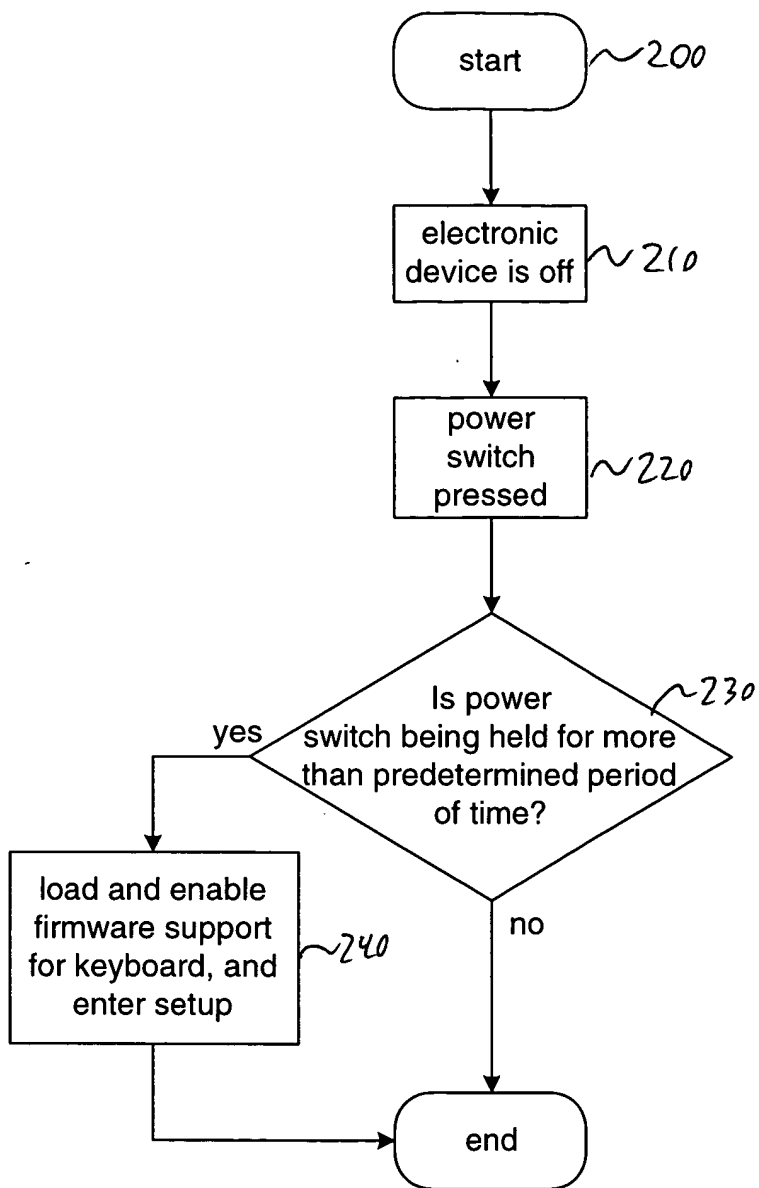 start
200
electronic
device is off
210
power
switch
pressed
220
Is power
switch being held for more
than predetermined period
of time?
230
yes
load and enable
firmware support
for keyboard, and
enter setup
240
no
end